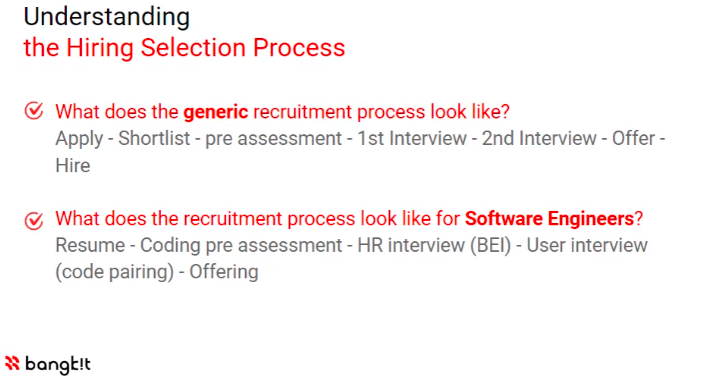 Understanding
the Hiring Selection Process
What does the generic recruitment process look like?
Apply - Shortlist - pre assessment - 1st Interview - 2nd Interview - Offer -
Hire
What does the recruitment process look like for Software Engineers?
Resume - Coding pre assessment - HR interview (BEI) - User interview
(code pairing) - Offering
bangk!t